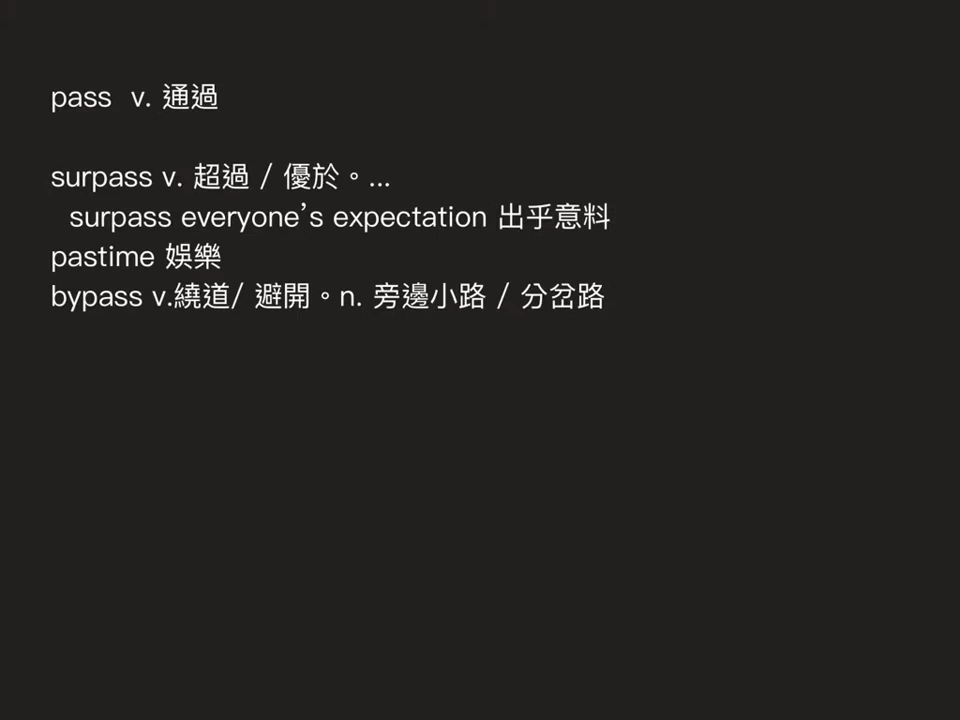 pass  v. 通過
surpass v. 超過 / 優於。...
surpass everyone's expectation 出乎意料
pastime 娛樂
bypass v.繞道/ 避開。n. 旁邊小路 / 分岔路